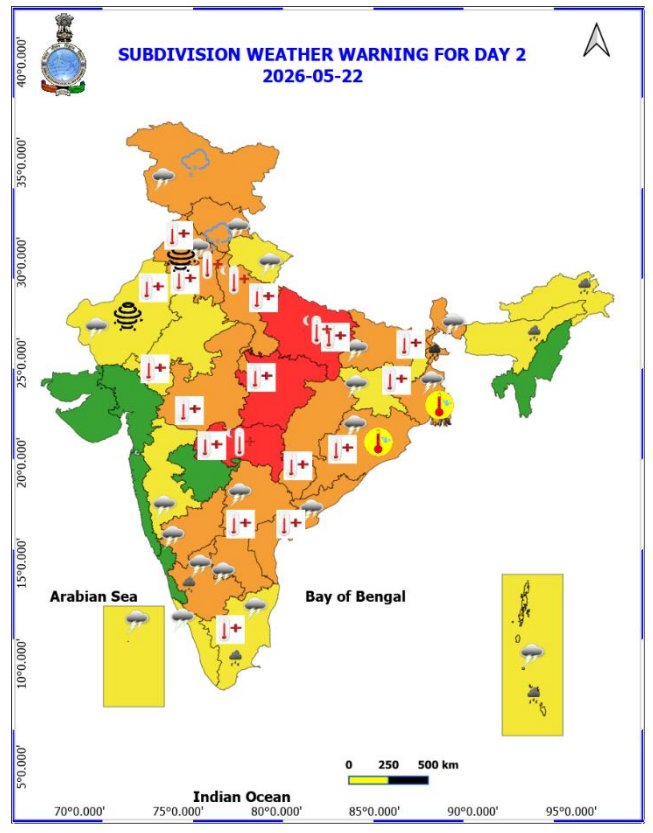 SUBDIVISION WEATHER WARNING FOR DAY 2
2026-05-22
40°0.000'
35°0.000'
30°0.000'
25°0.000'
20°0.000'
15°0.000'
10°0.000'
5°0.000'
Arabian Sea
Bay of Bengal
0 250 500 km
Indian Ocean
70°0.000' 75°0.000' 80°0.000' 85°0.000' 90°0.000' 95°0.000'